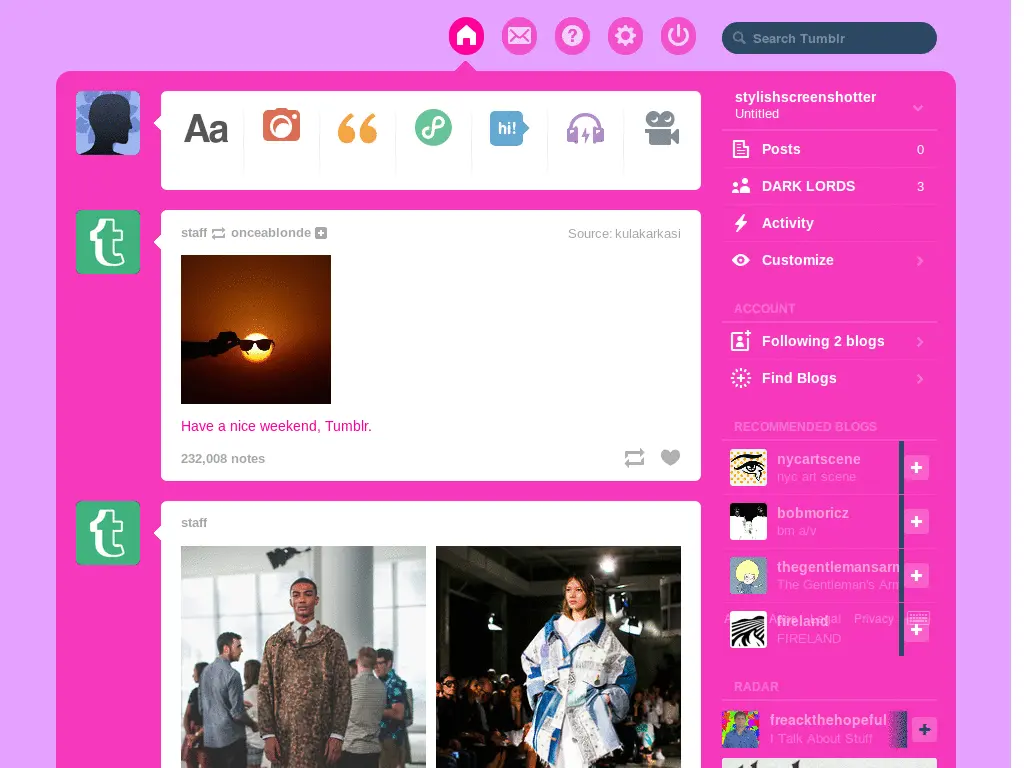 Search Tumblr
stylishscreenshotter
Untitled
Aa
hi!
Posts 0
DARK LORDS 3
Activity
Customize
ACCOUNT
Following 2 blogs
Find Blogs
RECOMMENDED BLOGS
nycartscene
nyc art scene
bobmoricz
bm a/v
thegentlemansarm
The Gentleman's Arm
fireland
Legal Privacy
FIRELAND
RADAR
freackthehopeful
I Talk About Stuff
t
staff onceablonde
Source: kulakarkasi
Have a nice weekend, Tumblr.
232,008 notes
t
staff